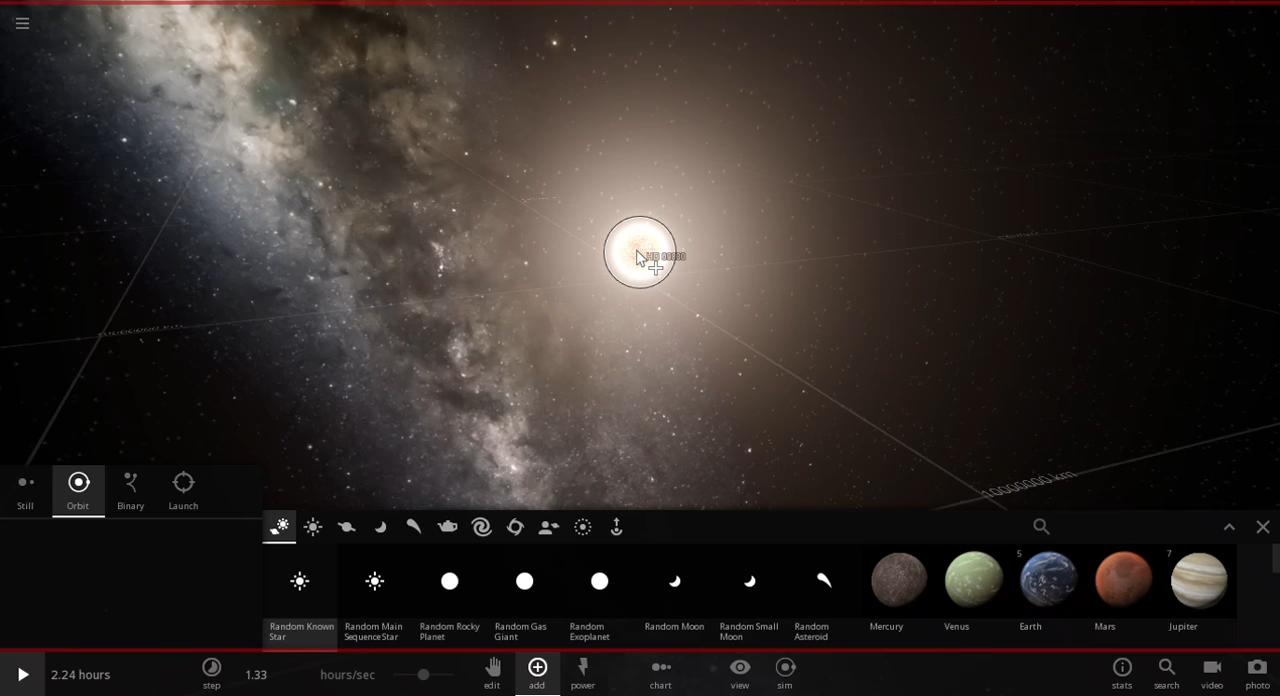 10000000 km
Still
Orbit
Binary
Launch
5
7
Random Known
Star
Random Main
Sequence Star
Random Rocky
Planet
Random Gas
Giant
Random
Exoplanet
Random Moon
Random Small
Moon
Random
Asteroid
Mercury
Venus
Earth
Mars
Jupiter
2.24 hours
step
1.33
hours/sec
edit
add
power
chart
view
sim
stats
search
video
photo